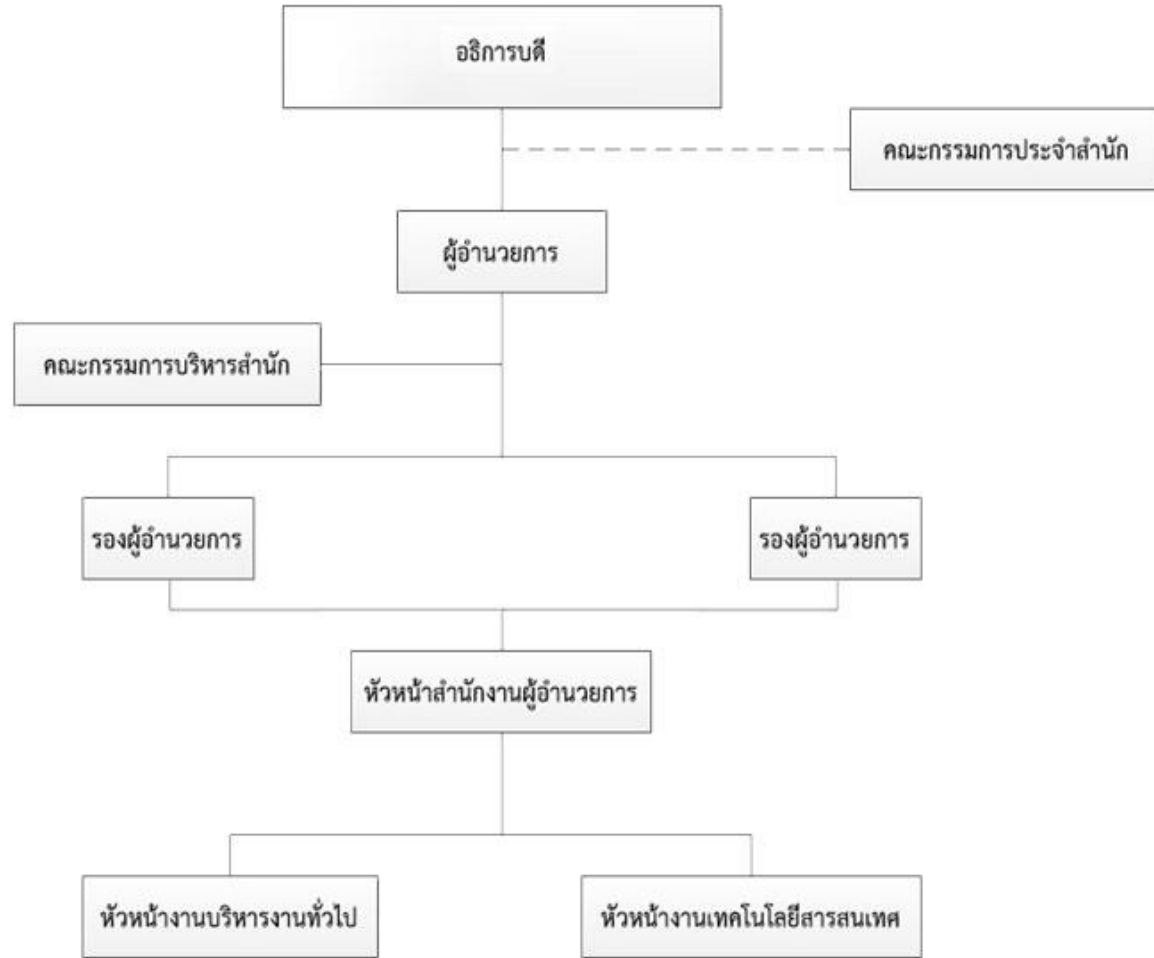 อธิการบดี
คณะกรรมการประจำสำนัก
ผู้อำนวยการ
คณะกรรมการบริหารสำนัก
รองผู้อำนวยการ
รองผู้อำนวยการ
หัวหน้าสำนักงานผู้อำนวยการ
หัวหน้างานบริหารงานทั่วไป
หัวหน้างานเทคโนโลยีสารสนเทศ